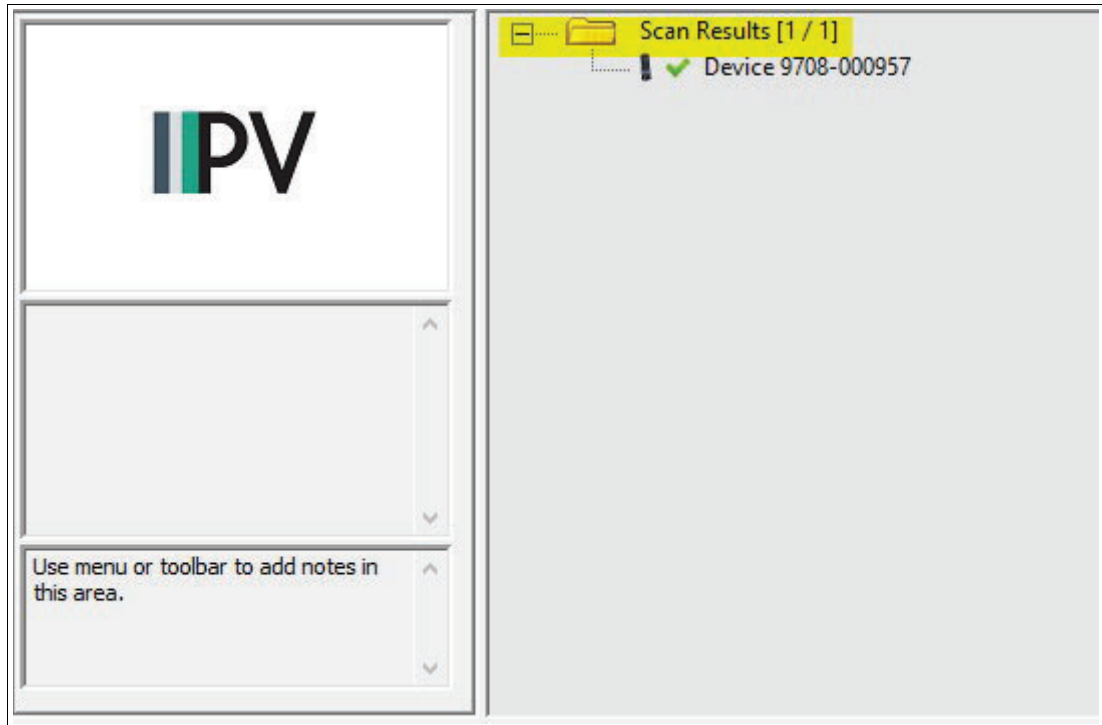 PV
Use menu or toolbar to add notes in
this area.
Scan Results [1 / 1]
Device 9708-000957